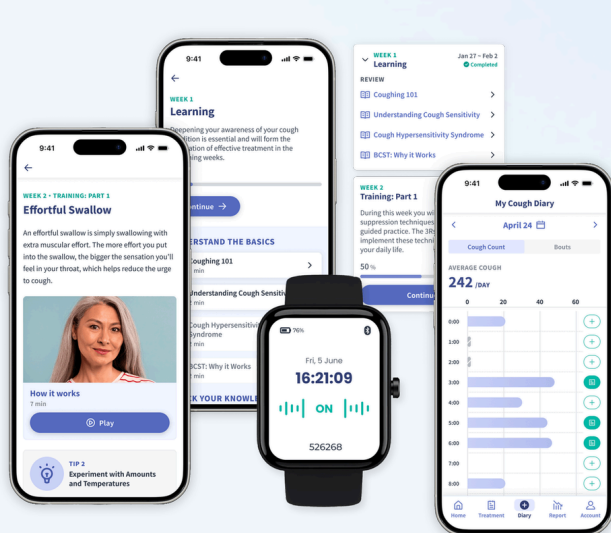 9:41
WEEK 2 • TRAINING: PART 1
Effortful Swallow
An effortful swallow is simply swallowing with
extra muscular effort. The more effort you put
into the swallow, the bigger the sensation you'll
feel in your throat, which helps reduce the urge
to cough.
How it works
7 min
Play
TIP 2
Experiment with Amounts
and Temperatures
9:41
WEEK 1
Learning
Deepening your awareness of your cough
is essential and will form the
of effective treatment in the
weeks.
Continue →
THE BASICS
Coughing 101
min
Understanding Cough
min
Cough
Syndrome
min
BCST: Why it Works
2 min
YOUR
76%
Fri, 5 June
16:21:09
ON
526268
WEEK 1
Learning
Jan 27 – Feb 2
Completed
REVIEW
Coughing 101
Understanding Cough Sensitivity
Cough Hypersensitivity Syndrome
BCST: Why it Works
WEEK 2
Training: Part 1
During this week you
suppression techniques
guided practice. The 3Rs
implement these
your daily life.
50%
9:41
My Cough Diary
April 24
Cough Count
Bouts
AVERAGE COUGH
242 /DAY
0 20 40 60
0:00
1:00
2:00
3:00
4:00
5:00
6:00
7:00
8:00
Home Treatment Diary Report Account